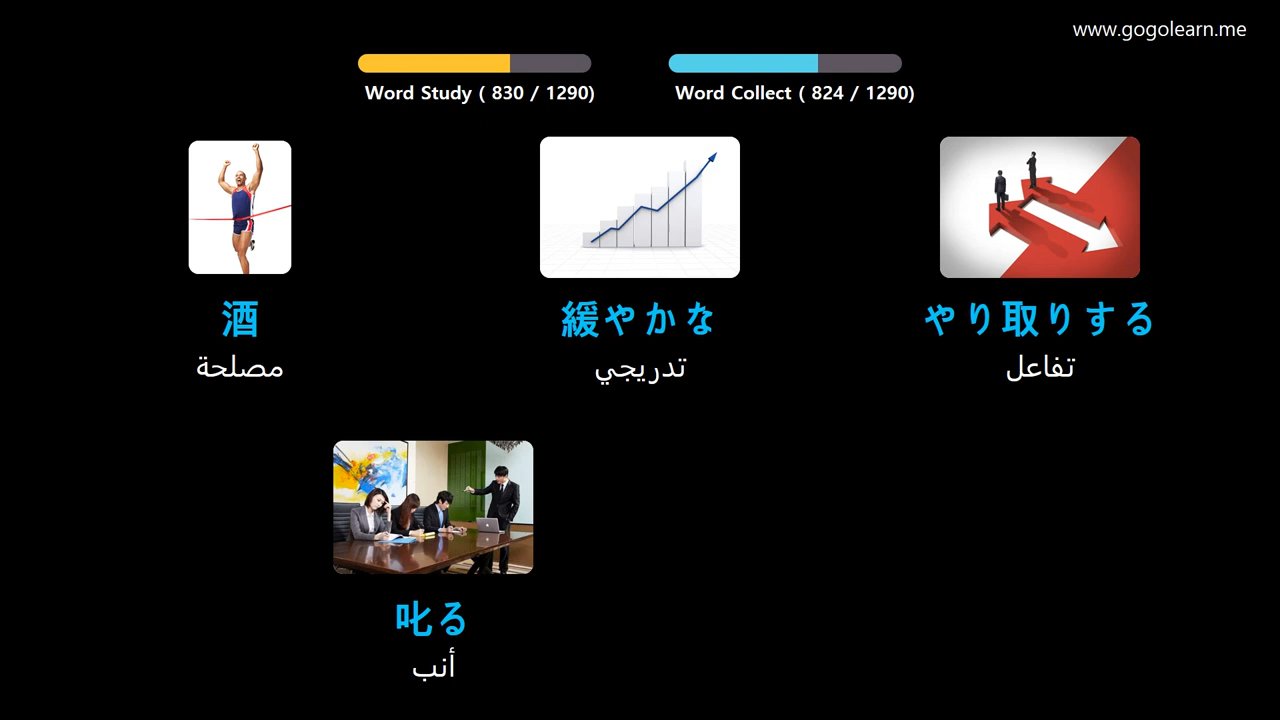 www.gogolearn.me
Word Study ( 830 / 1290)
Word Collect ( 824 / 1290)
酒
緩やかな
やり取りする
مصلحة
تدريجي
تفاعل
叱る
أنب